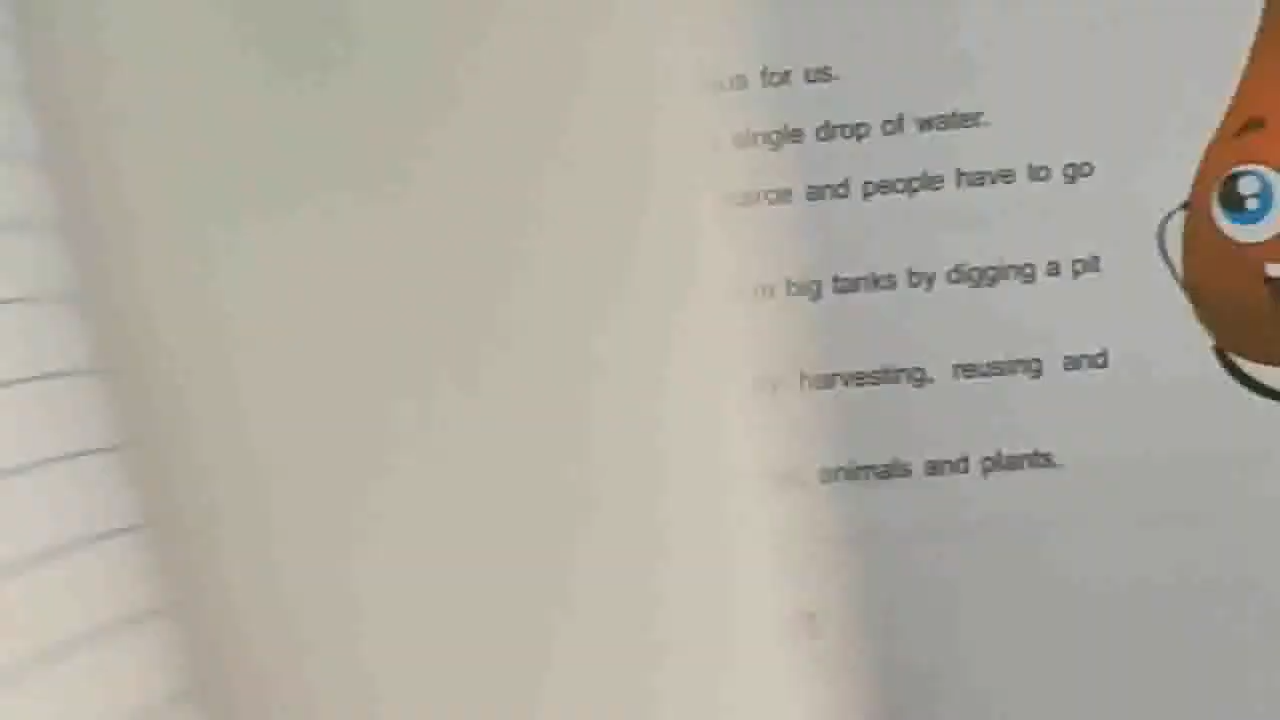 for us.
single drop of water.
and people have to go
big tanks by digging a pit
harvesting, reusing and
animals and plants.